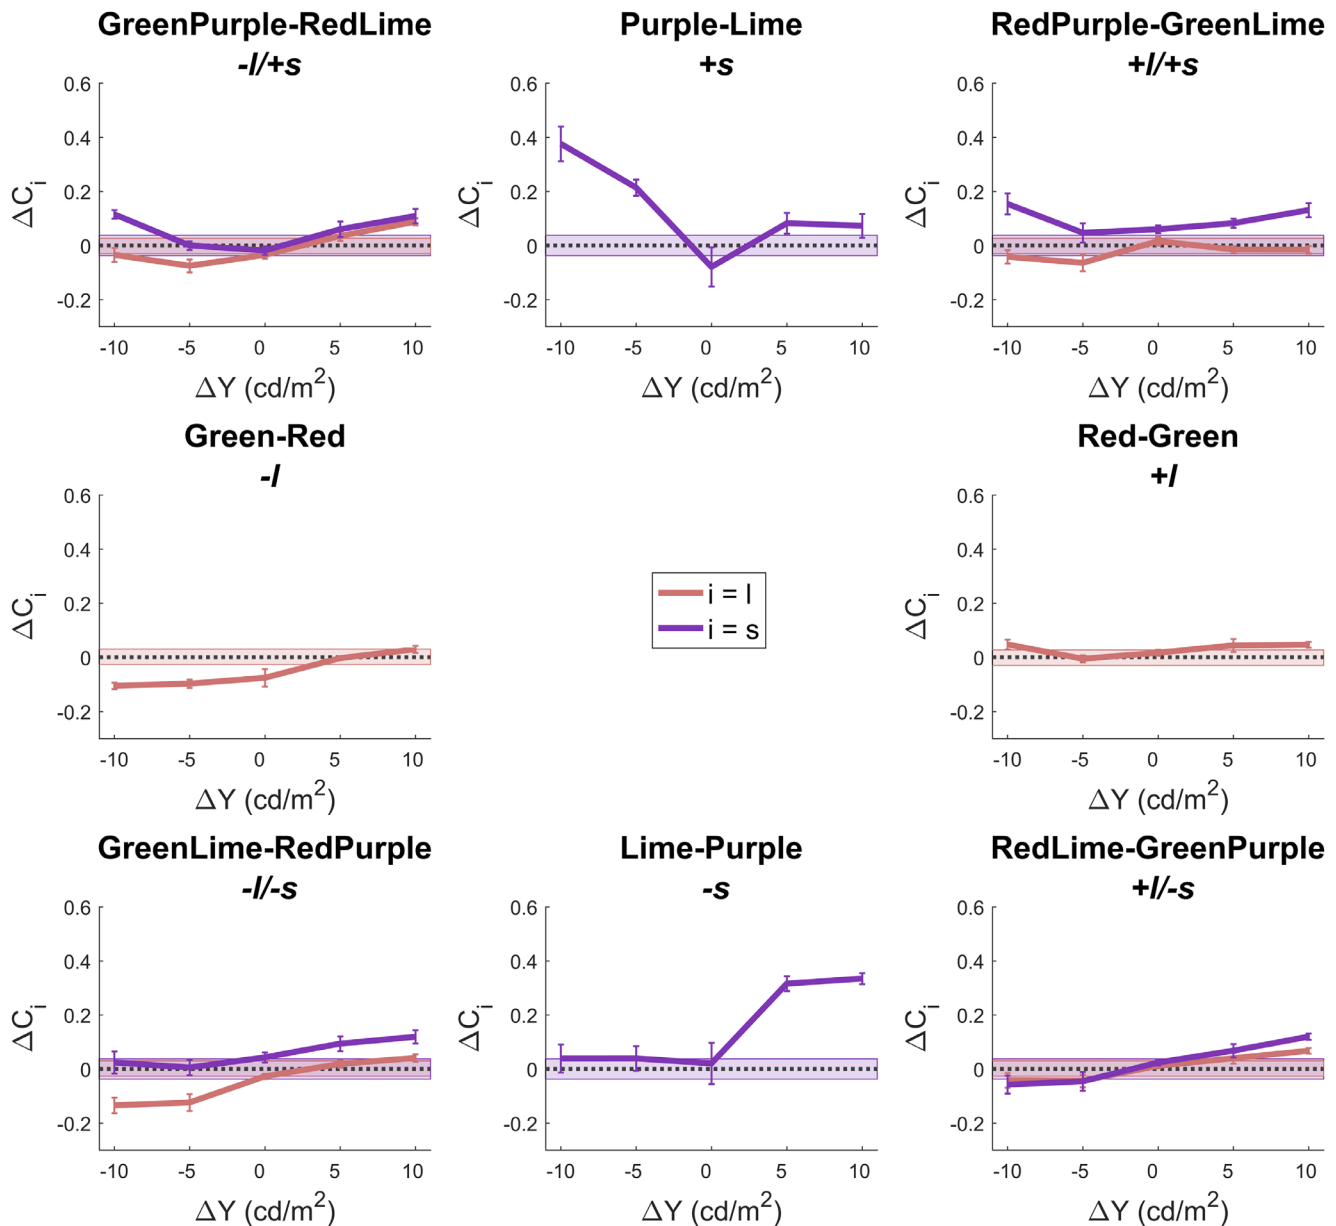 GreenPurple-RedLime
-l/+s
0.6
0.4
0.2
0
-0.2
ΔC_i
-10 -5 0 5 10
ΔY (cd/m²)
Purple-Lime
+s
0.6
0.4
0.2
0
-0.2
ΔC_i
-10 -5 0 5 10
ΔY (cd/m²)
RedPurple-GreenLime
+l/+s
0.6
0.4
0.2
0
-0.2
ΔC_i
-10 -5 0 5 10
ΔY (cd/m²)
Green-Red
-l
0.6
0.4
0.2
0
-0.2
ΔC_i
-10 -5 0 5 10
ΔY (cd/m²)
i = l
i = s
Red-Green
+l
0.6
0.4
0.2
0
-0.2
ΔC_i
-10 -5 0 5 10
ΔY (cd/m²)
GreenLime-RedPurple
-l/-s
0.6
0.4
0.2
0
-0.2
ΔC_i
-10 -5 0 5 10
ΔY (cd/m²)
Lime-Purple
-s
0.6
0.4
0.2
0
-0.2
ΔC_i
-10 -5 0 5 10
ΔY (cd/m²)
RedLime-GreenPurple
+l/-s
0.6
0.4
0.2
0
-0.2
ΔC_i
-10 -5 0 5 10
ΔY (cd/m²)